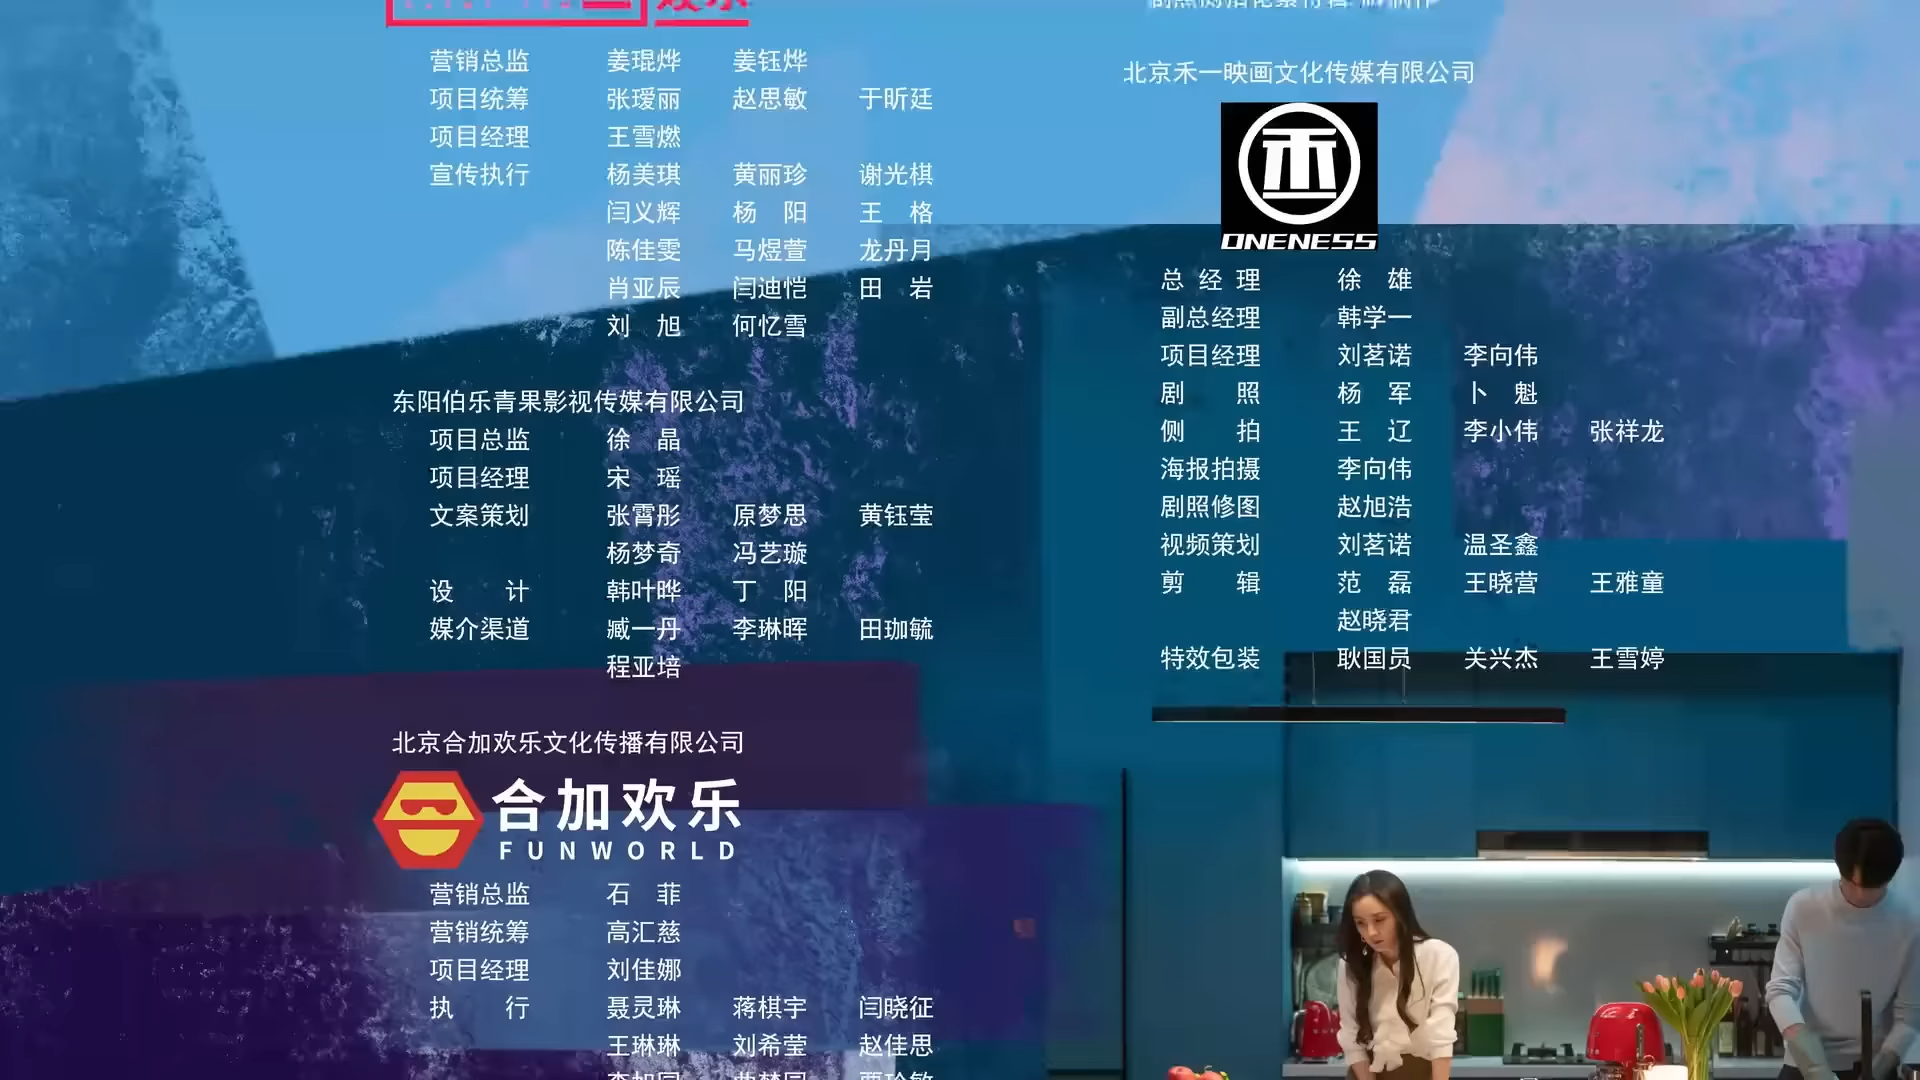 营销总监 姜琨烨 姜钰烨
项目统筹 张瑷丽 赵思敏 于昕廷
项目经理 王雪燃
宣传执行 杨美琪 黄丽珍 谢光棋
闫义辉 杨 阳 王 格
陈佳雯 马煜萱 龙丹月
肖亚辰 闫迪恺 田 岩
刘 旭 何忆雪
东阳伯乐青果影视传媒有限公司
项目总监 徐 晶
项目经理 宋 瑶
文案策划 张霄彤 原梦思 黄钰莹
杨梦奇 冯艺璇
设 计 韩叶晔 丁 阳
媒介渠道 臧一丹 李琳晖 田珈毓
程亚培
北京合加欢乐文化传播有限公司
合加欢乐
FUNWORLD
营销总监 石 菲
营销统筹 高汇慈
项目经理 刘佳娜
执 行 聂灵琳 蒋棋宇 闫晓征
王琳琳 刘希莹 赵佳思
北京禾一映画文化传媒有限公司
ONENESS
总经理 徐 雄
副总经理 韩学一
项目经理 刘茗诺 李向伟
剧 照 杨 军 卜 魁
侧 拍 王 辽 李小伟 张祥龙
海报拍摄 李向伟
剧照修图 赵旭浩
视频策划 刘茗诺 温圣鑫
剪 辑 范 磊 王晓营 王雅童
赵晓君
特效包装 耿国员 关兴杰 王雪婷